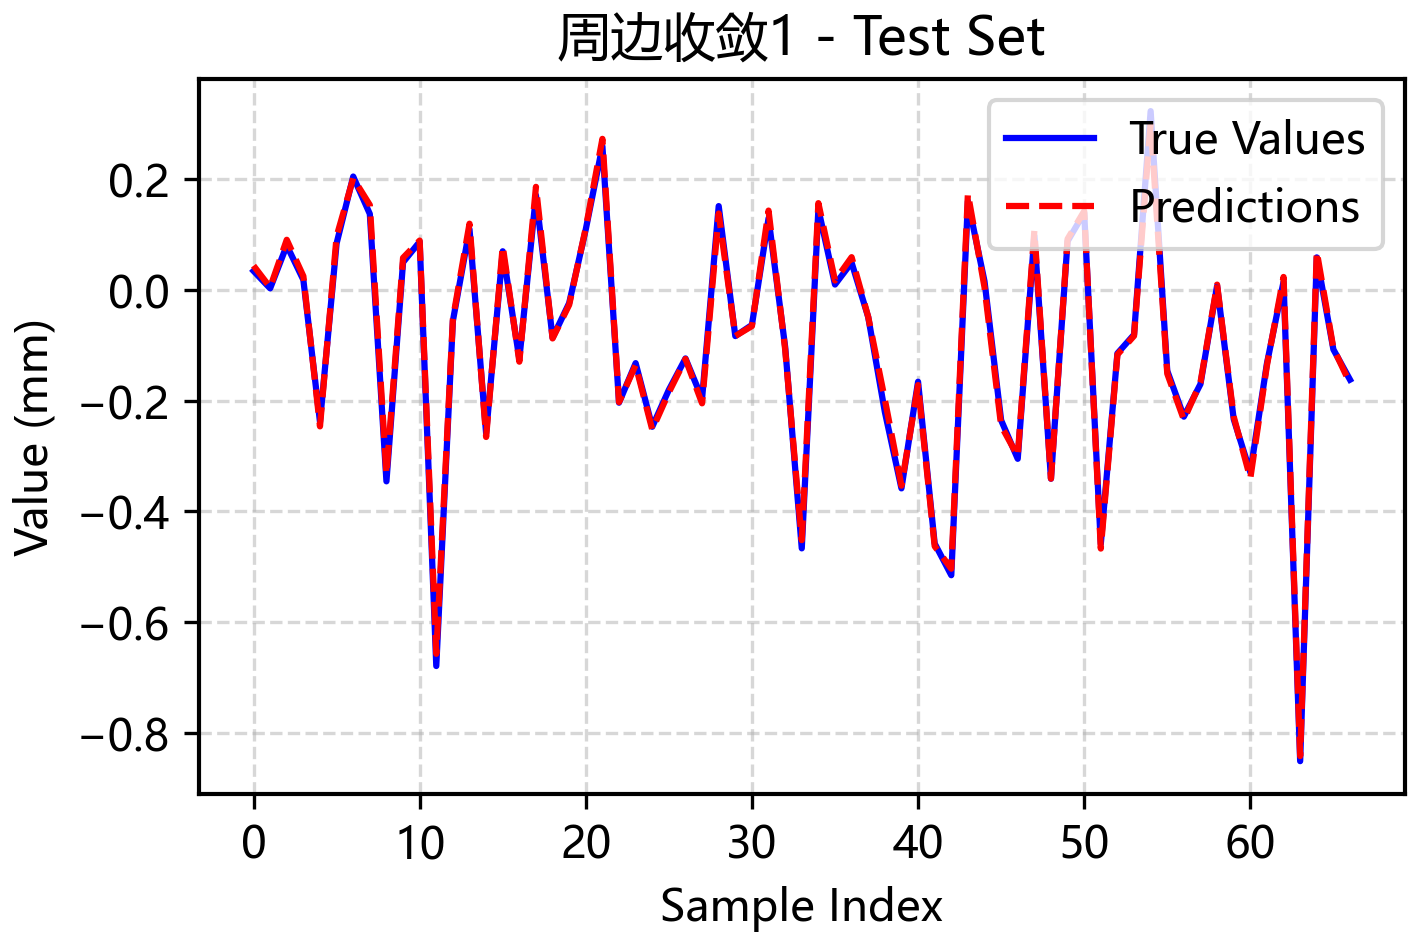 周边收敛1 - Test Set
True Values
Predictions
0.2
0.0
−0.2
−0.4
−0.6
−0.8
Value (mm)
0 10 20 30 40 50 60
Sample Index